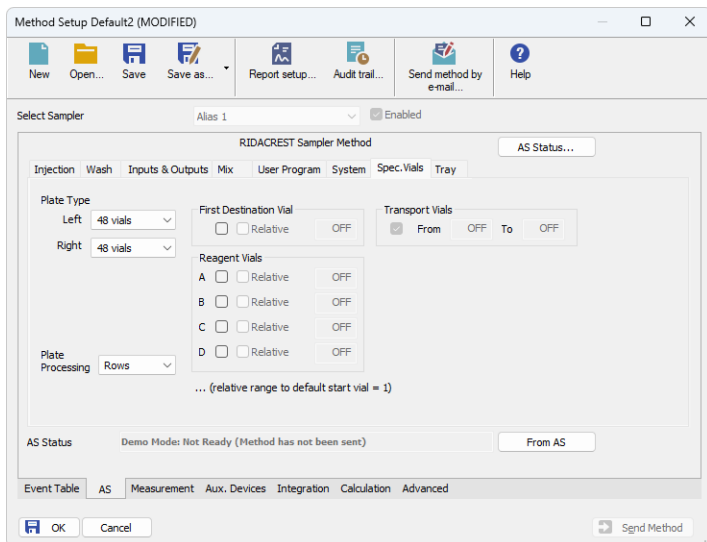 Method Setup Default2 (MODIFIED)
New Open... Save Save as... Report setup... Audit trail... Send method by e-mail... Help
Select Sampler Alias 1 Enabled
RIDACREST Sampler Method AS Status...
Injection Wash Inputs & Outputs Mix User Program System Spec.Vials Tray
Plate Type First Destination Vial Transport Vials
Left 48 vials Relative OFF From OFF To OFF
Right 48 vials
Reagent Vials
A Relative OFF
B Relative OFF
C Relative OFF
D Relative OFF
Plate
Processing Rows
... (relative range to default start vial = 1)
AS Status Demo Mode: Not Ready (Method has not been sent) From AS
Event Table AS Measurement Aux. Devices Integration Calculation Advanced
OK Cancel Send Method